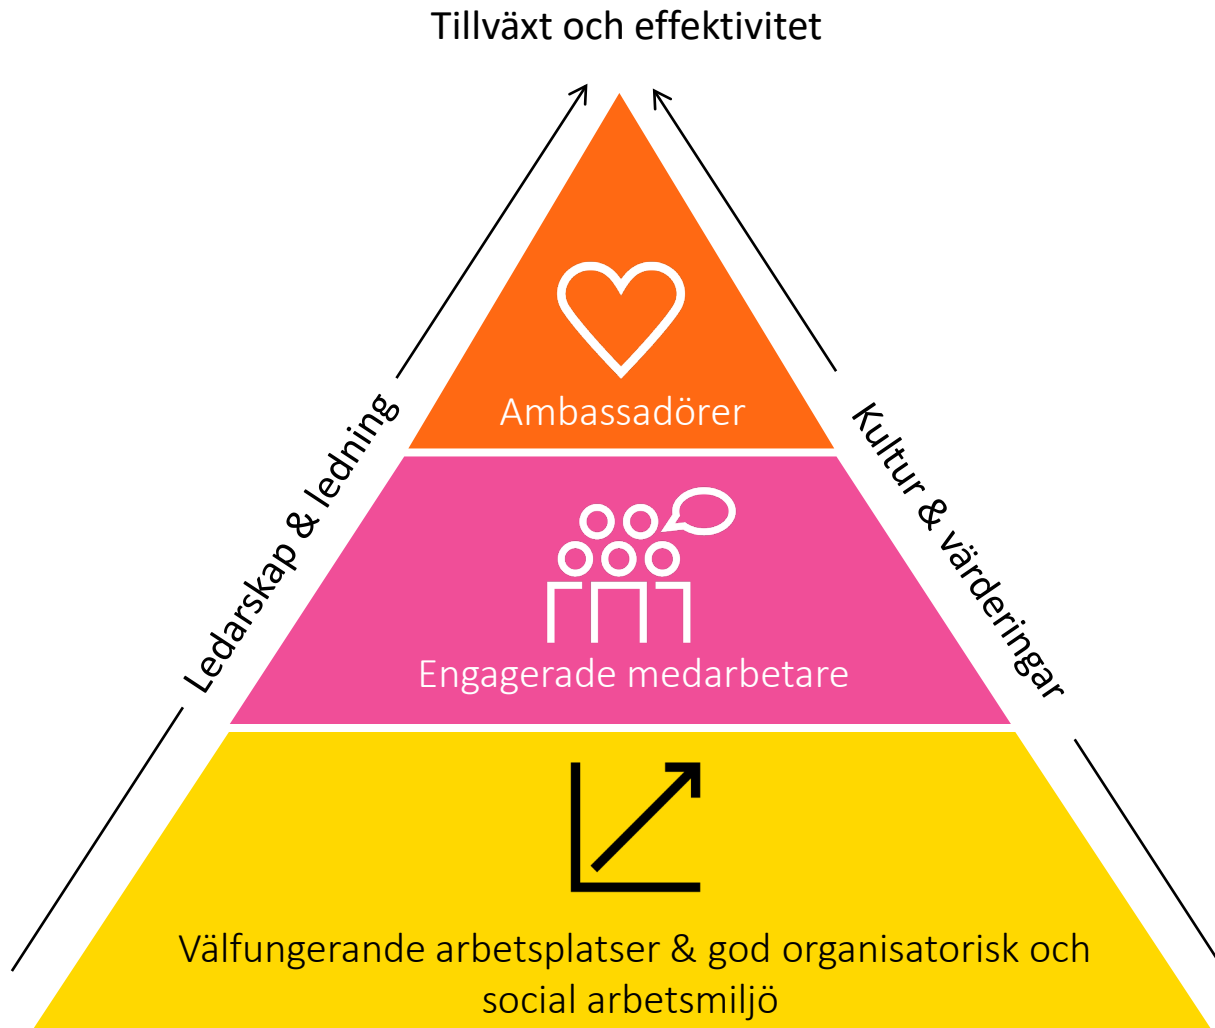 Tillväxt och effektivitet
Ledarskap & ledning
Kultur & värderingar
Ambassadörer
Engagerade medarbetare
Välfungerande arbetsplatser & god organisatorisk och
social arbetsmiljö